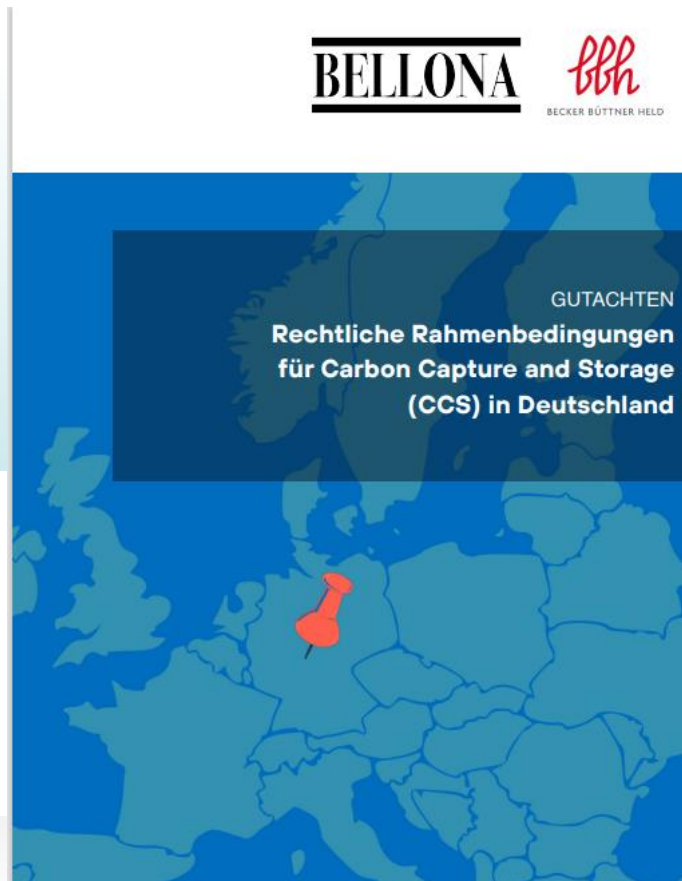 BELLONA
bbh
BECKER BÜTTNER HELD
GUTACHTEN
Rechtliche Rahmenbedingungen
für Carbon Capture and Storage
(CCS) in Deutschland